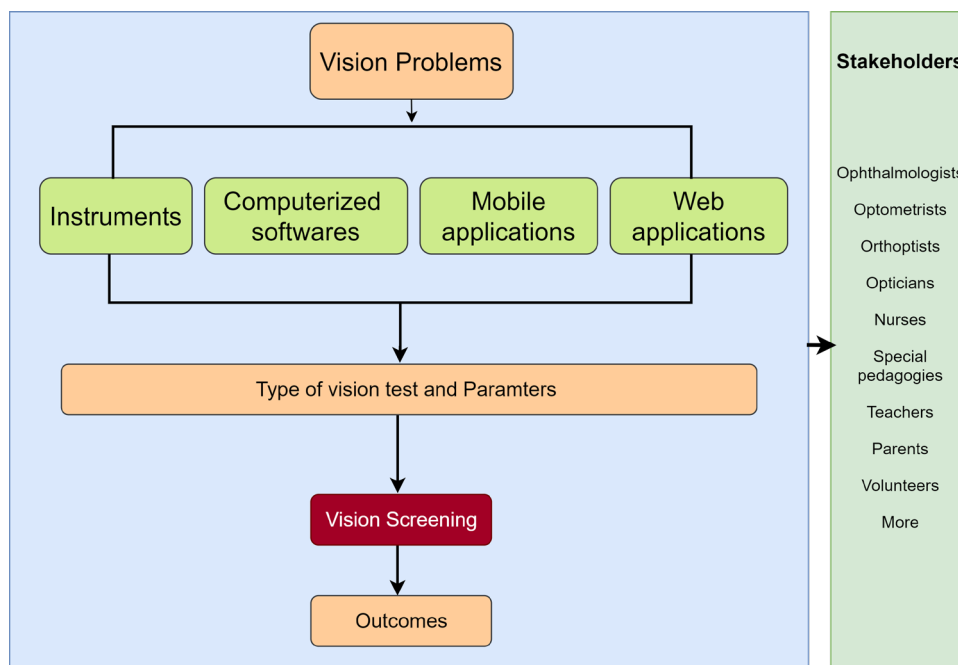 Vision Problems
Instruments
Computerized
softwares
Mobile
applications
Web
applications
Type of vision test and Paramters
Vision Screening
Outcomes
Stakeholders
Ophthalmologists
Optometrists
Orthoptists
Opticians
Nurses
Special
pedagogies
Teachers
Parents
Volunteers
More